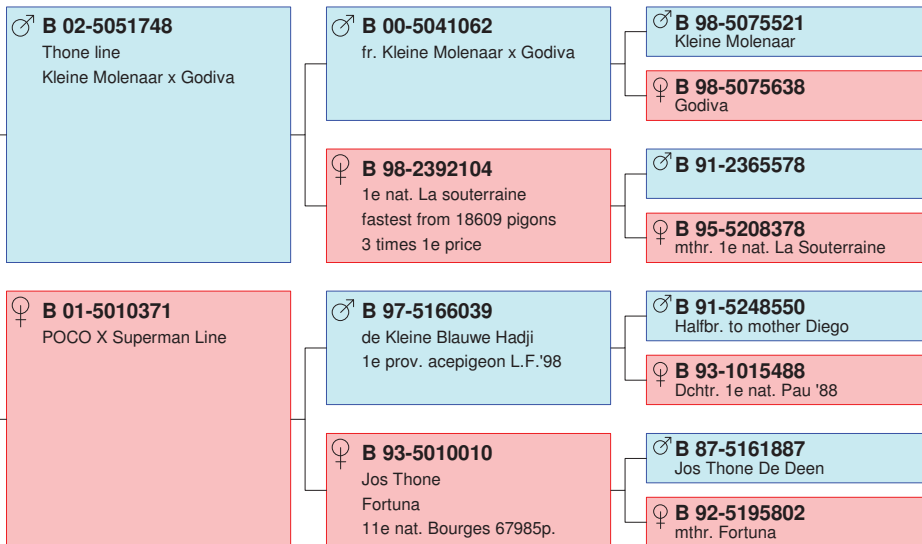 ♂ B 02-5051748
Thone line
Kleine Molenaar x Godiva
♀ B 01-5010371
POCO X Superman Line
♂ B 00-5041062
fr. Kleine Molenaar x Godiva
♀ B 98-2392104
1e nat. La souterraine
fastest from 18609 pigons
3 times 1e price
♂ B 97-5166039
de Kleine Blauwe Hadji
1e prov. acepigeon L.F.'98
♀ B 93-5010010
Jos Thone
Fortuna
11e nat. Bourges 67985p.
♂ B 98-5075521
Kleine Molenaar
♀ B 98-5075638
Godiva
♂ B 91-2365578
♀ B 95-5208378
mthr. 1e nat. La Souterraine
♂ B 91-5248550
Halfbr. to mother Diego
♀ B 93-1015488
Dchtr. 1e nat. Pau '88
♂ B 87-5161887
Jos Thone De Deen
♀ B 92-5195802
mthr. Fortuna